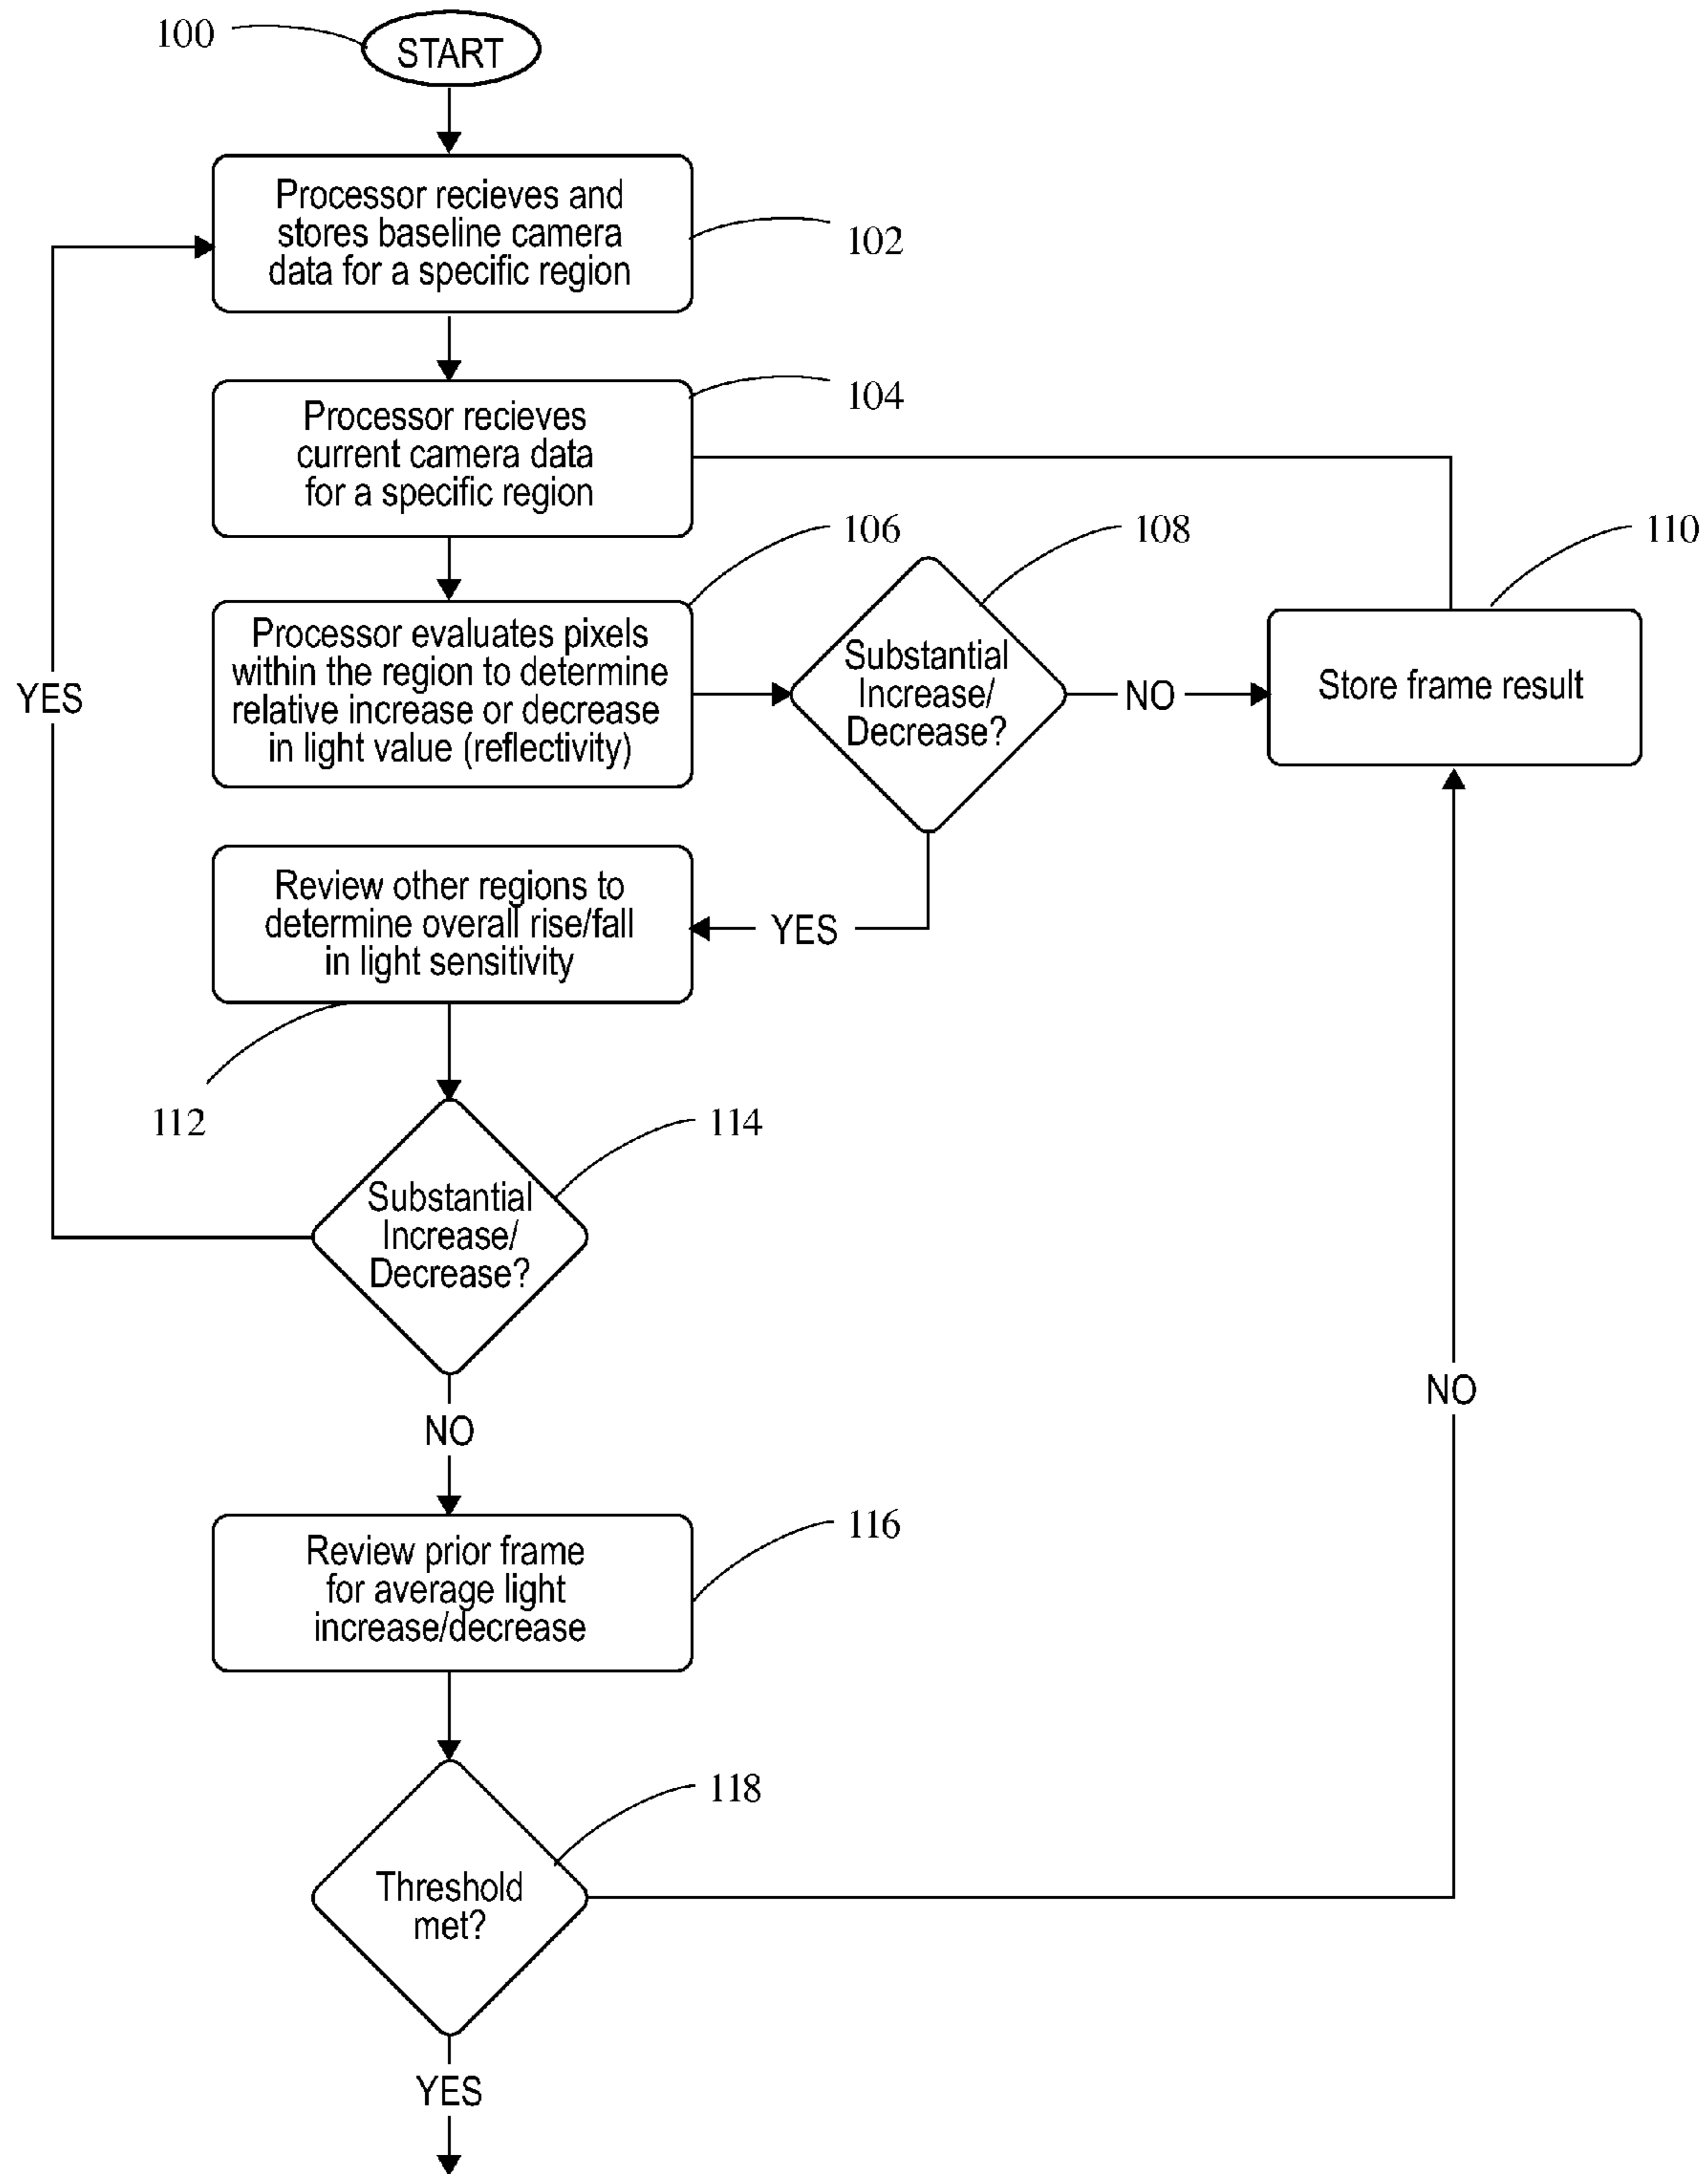 100
START
Processor recieves and
stores baseline camera
data for a specific region
102
Processor recieves
current camera data
for a specific region
104
106
108
110
Processor evaluates pixels
within the region to determine
relative increase or decrease
in light value (reflectivity)
Substantial
Increase/
Decrease?
NO
Store frame result
YES
Review other regions to
determine overall rise/fall
in light sensitivity
YES
112
114
Substantial
Increase/
Decrease?
NO
NO
Review prior frame
for average light
increase/decrease
116
118
Threshold
met?
YES